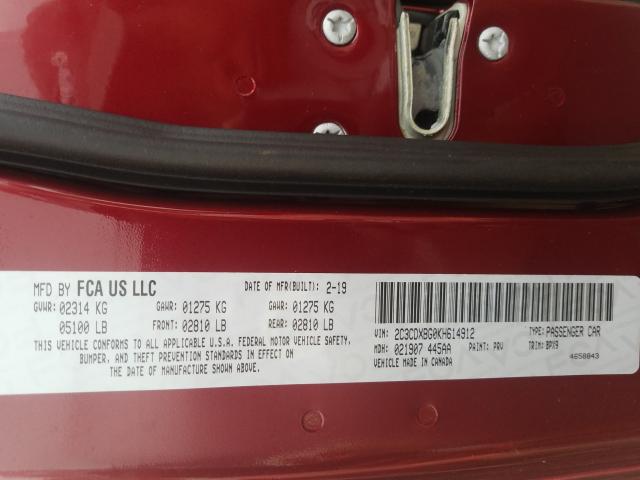 MFD BY FCA US LLC DATE OF MFR(BUILT): 2-19
GVWR: 02314 KG GAWR: 01275 KG GAWR: 01275 KG
05100 LB FRONT: 02810 LB REAR: 02810 LB
THIS VEHICLE CONFORMS TO ALL APPLICABLE U.S.A. FEDERAL MOTOR VEHICLE SAFETY,
BUMPER, AND THEFT PREVENTION STANDARDS IN EFFECT ON
THE DATE OF MANUFACTURE SHOWN ABOVE.
VIN: 2C3CDXBG0KH614912 TYPE: PASSENGER CAR
MDH: 021907 445AA PAINT: PRV TRIM: BPX9
VEHICLE MADE IN CANADA 4658843